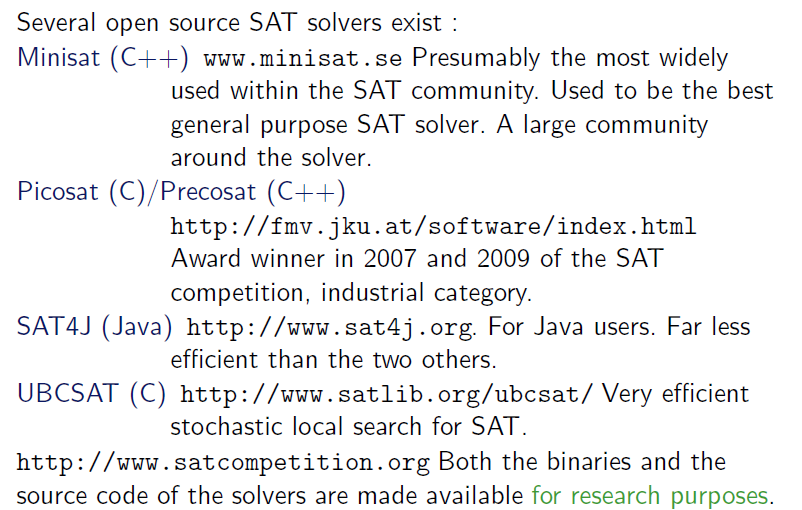 Several open source SAT solvers exist :
Minisat (C++) www.minisat.se Presumably the most widely
used within the SAT community. Used to be the best
general purpose SAT solver. A large community
around the solver.
Picosat (C)/Precosat (C++)
http://fmv.jku.at/software/index.html
Award winner in 2007 and 2009 of the SAT
competition, industrial category.
SAT4J (Java) http://www.sat4j.org. For Java users. Far less
efficient than the two others.
UBCSAT (C) http://www.satlib.org/ubcsat/ Very efficient
stochastic local search for SAT.
http://www.satcompetition.org Both the binaries and the
source code of the solvers are made available for research purposes.